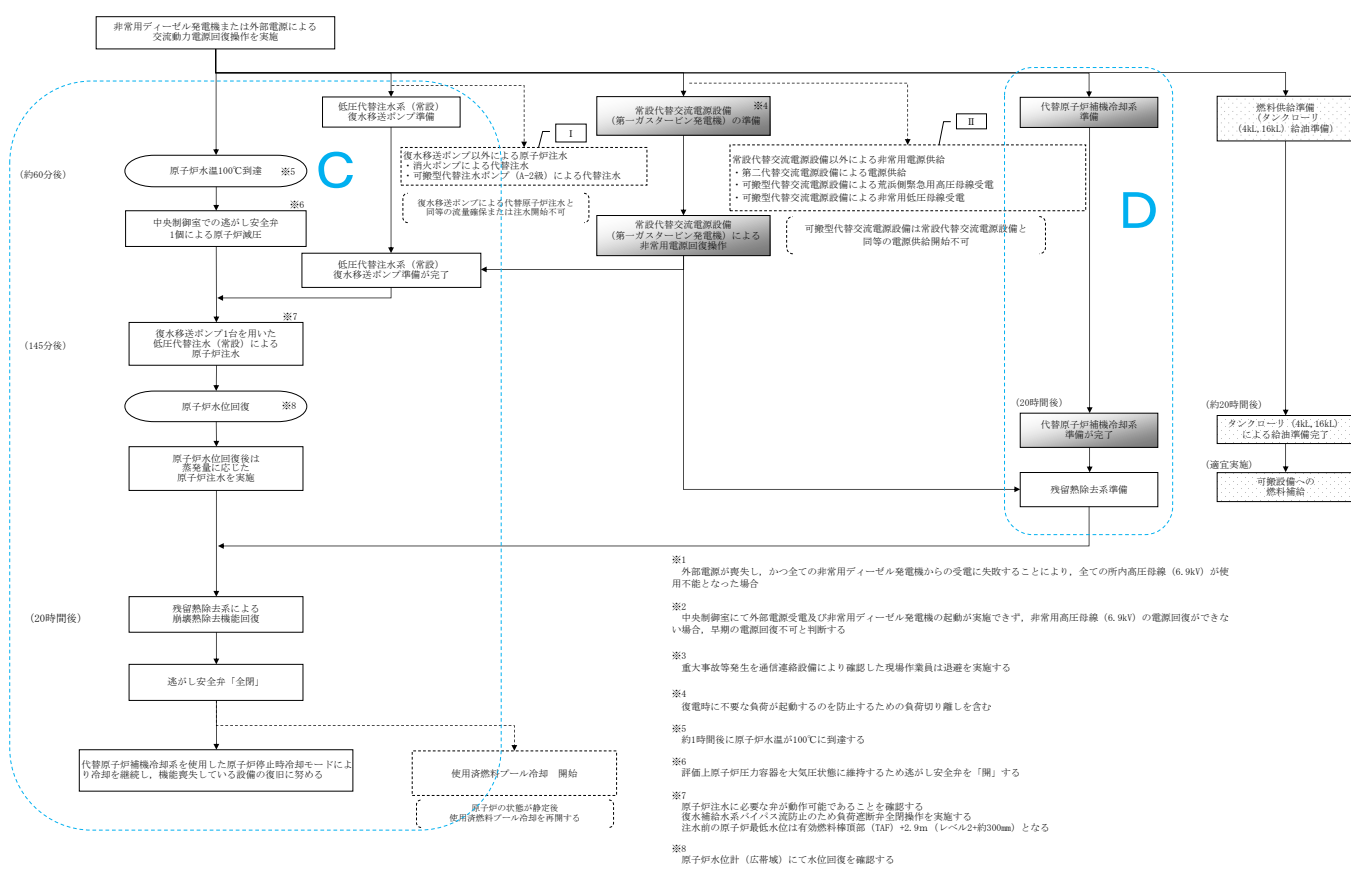 非常用ディーゼル発電機または外部電源による
交流動力電源回復操作を実施
低圧代替注水系（常設）
復水移送ポンプ準備
常設代替交流電源設備 ※4
（第一ガスタービン発電機）の準備
代替原子炉補機冷却系
準備
燃料供給準備
（タンクローリ
(4kL, 16kL) 給油準備）
Ⅰ
Ⅱ
復水移送ポンプ以外による原子炉注水
・消火ポンプによる代替注水
・可搬型代替注水ポンプ（A-2級）による代替注水
常設代替交流電源設備以外による非常用電源供給
・第二代替交流電源設備による電源供給
・可搬型代替交流電源設備による荒浜側緊急用高圧母線受電
・可搬型代替交流電源設備による非常用低圧母線受電
C
D
(約60分後)
原子炉水温100℃到達 ※5
復水移送ポンプによる代替原子炉注水と
同等の流量確保または注水開始不可
※6
中央制御室での逃がし安全弁
1個による原子炉減圧
常設代替交流電源設備
（第一ガスタービン発電機）による
非常用電源回復操作
可搬型代替交流電源設備は常設代替交流電源設備と
同等の電源供給開始不可
低圧代替注水系（常設）
復水移送ポンプ準備が完了
※7
(145分後)
復水移送ポンプ1台を用いた
低圧代替注水（常設）による
原子炉注水
原子炉水位回復 ※8
(20時間後)
代替原子炉補機冷却系
準備が完了
(約20時間後)
タンクローリ (4kL, 16kL)
による給油準備完了
原子炉水位回復後は
蒸発量に応じた
原子炉注水を実施
残留熱除去系準備
(適宜実施)
可搬設備への
燃料補給
(20時間後)
残留熱除去系による
崩壊熱除去機能回復
逃がし安全弁「全閉」
代替原子炉補機冷却系を使用した原子炉停止時冷却モードによ
り冷却を継続し，機能喪失している設備の復旧に努める
使用済燃料プール冷却　開始
原子炉の状態が静定後
使用済燃料プール冷却を再開する
※1
外部電源が喪失し，かつ全ての非常用ディーゼル発電機からの受電に失敗することにより，全ての所内高圧母線（6.9kV）が使
用不能となった場合
※2
中央制御室にて外部電源受電及び非常用ディーゼル発電機の起動が実施できず，非常用高圧母線（6.9kV）の電源回復ができな
い場合，早期の電源回復不可と判断する
※3
重大事故等発生を通信連絡設備により確認した現場作業員は退避を実施する
※4
復電時に不要な負荷が起動するのを防止するための負荷切り離しを含む
※5
約1時間後に原子炉水温が100℃に到達する
※6
評価上原子炉圧力容器を大気圧状態に維持するため逃がし安全弁を「開」する
※7
原子炉注水に必要な弁が動作可能であることを確認する
復水補給水系バイパス流防止のため負荷遮断弁全閉操作を実施する
注水前の原子炉最低水位は有効燃料棒頂部（TAF）+2.9m（レベル2+約300mm）となる
※8
原子炉水位計（広帯域）にて水位回復を確認する